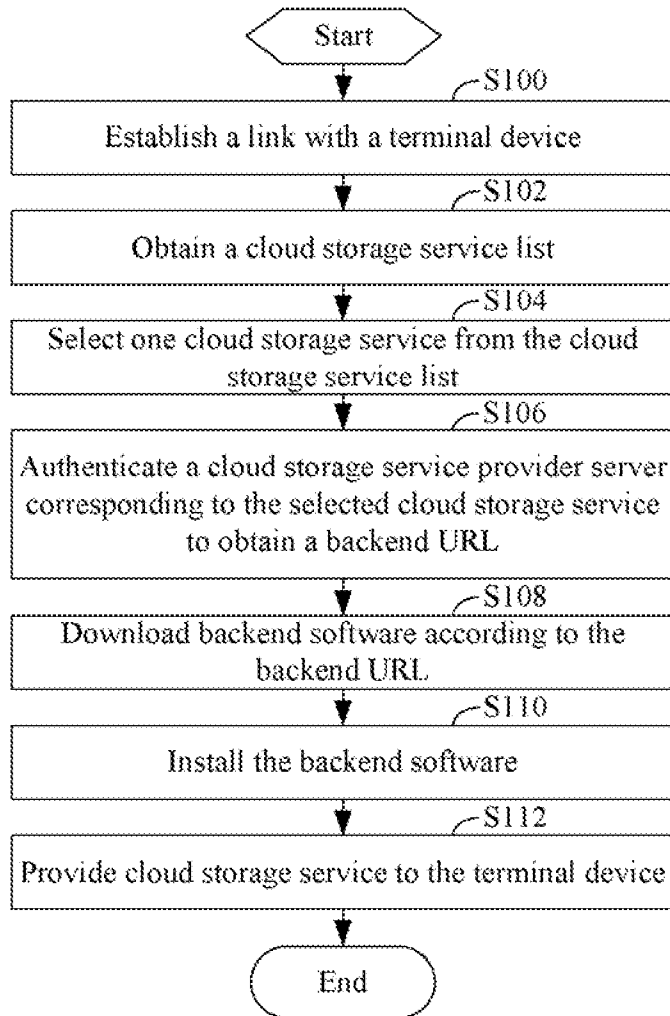 Start
S100
Establish a link with a terminal device
S102
Obtain a cloud storage service list
S104
Select one cloud storage service from the cloud
storage service list
S106
Authenticate a cloud storage service provider server
corresponding to the selected cloud storage service
to obtain a backend URL
S108
Download backend software according to the
backend URL
S110
Install the backend software
S112
Provide cloud storage service to the terminal device
End